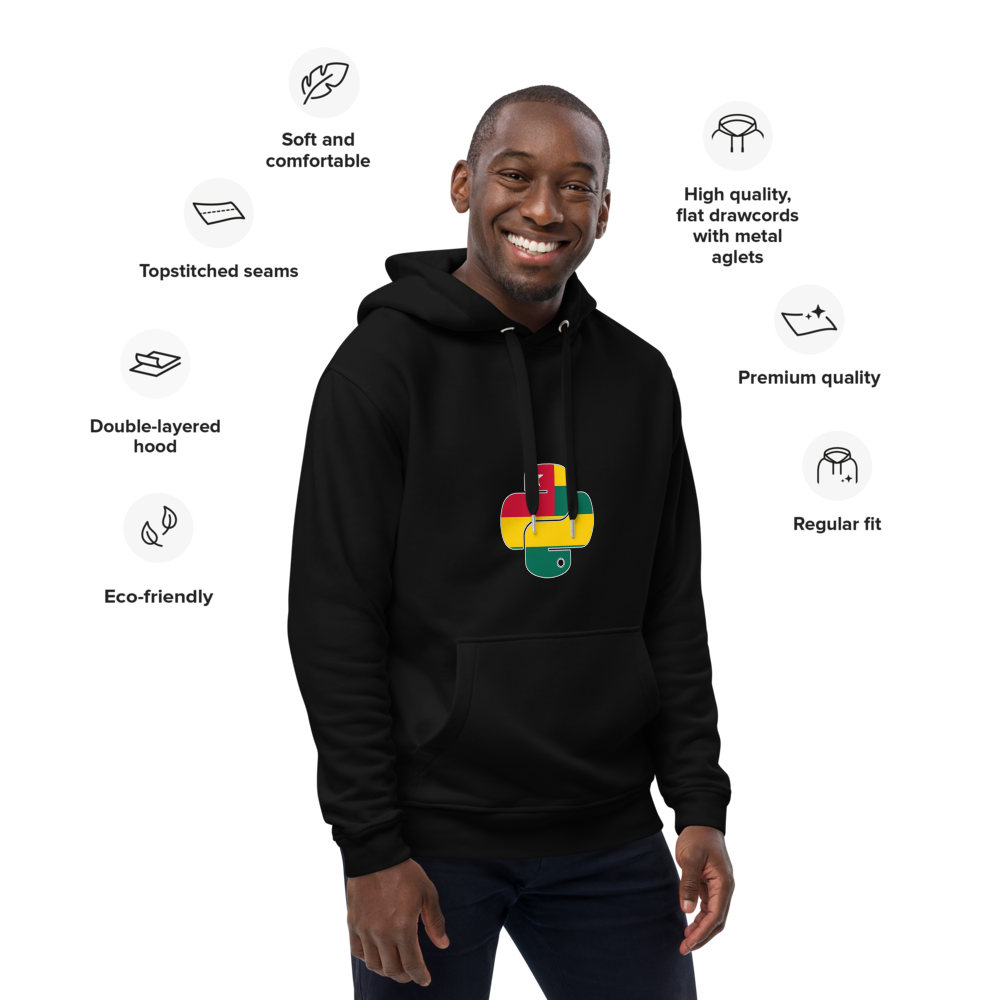 Soft and
comfortable
High quality,
flat drawcords
with metal
aglets
Topstitched seams
Premium quality
Double-layered
hood
Regular fit
Eco-friendly